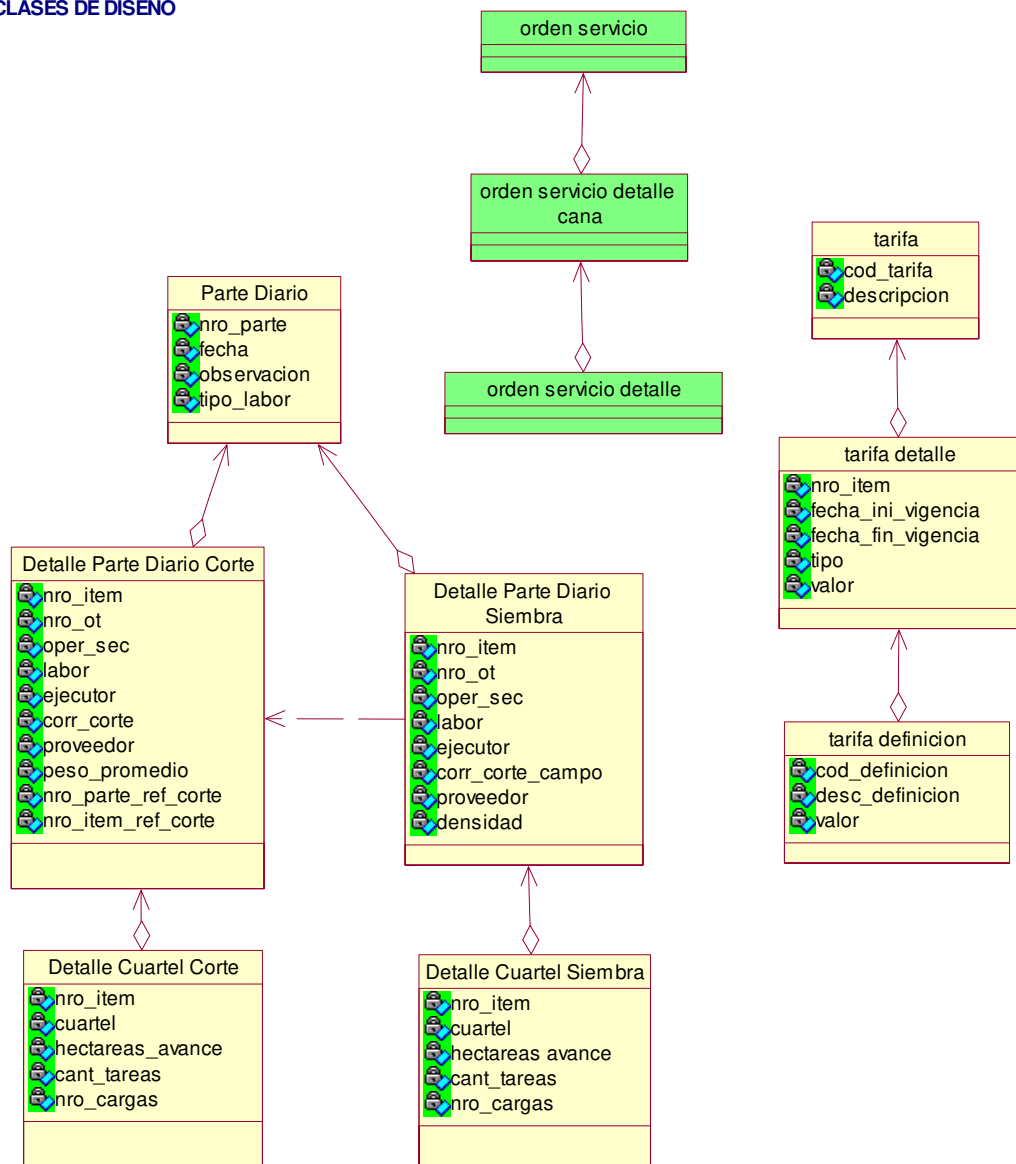 CLASES DE DISEÑO
orden servicio
orden servicio detalle
cana
orden servicio detalle
Parte Diario
nro_parte
fecha
observacion
tipo_labor
Detalle Parte Diario Corte
nro_item
nro_ot
oper_sec
labor
ejecutor
corr_corte
proveedor
peso_promedio
nro_parte_ref_corte
nro_item_ref_corte
Detalle Parte Diario
Siembra
nro_item
nro_ot
oper_sec
labor
ejecutor
corr_corte_campo
proveedor
densidad
Detalle Cuartel Corte
nro_item
cuartel
hectareas_avance
cant_tareas
nro_cargas
Detalle Cuartel Siembra
nro_item
cuartel
hectareas avance
cant_tareas
nro_cargas
tarifa
cod_tarifa
descripcion
tarifa detalle
nro_item
fecha_ini_vigencia
fecha_fin_vigencia
tipo
valor
tarifa definicion
cod_definicion
desc_definicion
valor